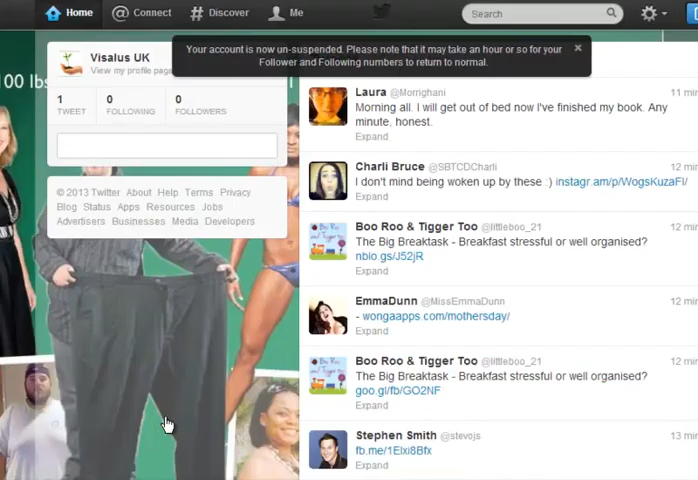 Home
Connect
Discover
Me
Search
Your account is now un-suspended. Please note that it may take an hour or so for your
Follower and Following numbers to return to normal.
×
100 lbs
Visalus UK
View my profile page
1
0
0
TWEET
FOLLOWING
FOLLOWERS
© 2013 Twitter About Help Terms Privacy
Blog Status Apps Resources Jobs
Advertisers Businesses Media Developers
Laura @Morrighani 11 min
Morning all. I will get out of bed now I've finished my book. Any
minute, honest.
Expand
Charli Bruce @SBTCDCharli 12 min
I don't mind being woken up by these :) instagr.am/p/WogsKuzaFI/
Expand
Boo Roo & Tigger Too @littleboo_21 12 min
The Big Breaktask - Breakfast stressful or well organised?
nblo.gs/J52jR
Expand
EmmaDunn @MissEmmaDunn 12 min
- wongaapps.com/mothersday/
Expand
Boo Roo & Tigger Too @littleboo_21 12 min
The Big Breaktask - Breakfast stressful or well organised?
goo.gl/fb/GO2NF
Expand
Stephen Smith @stevojs 13 min
fb.me/1Elxi8Bfx
Expand